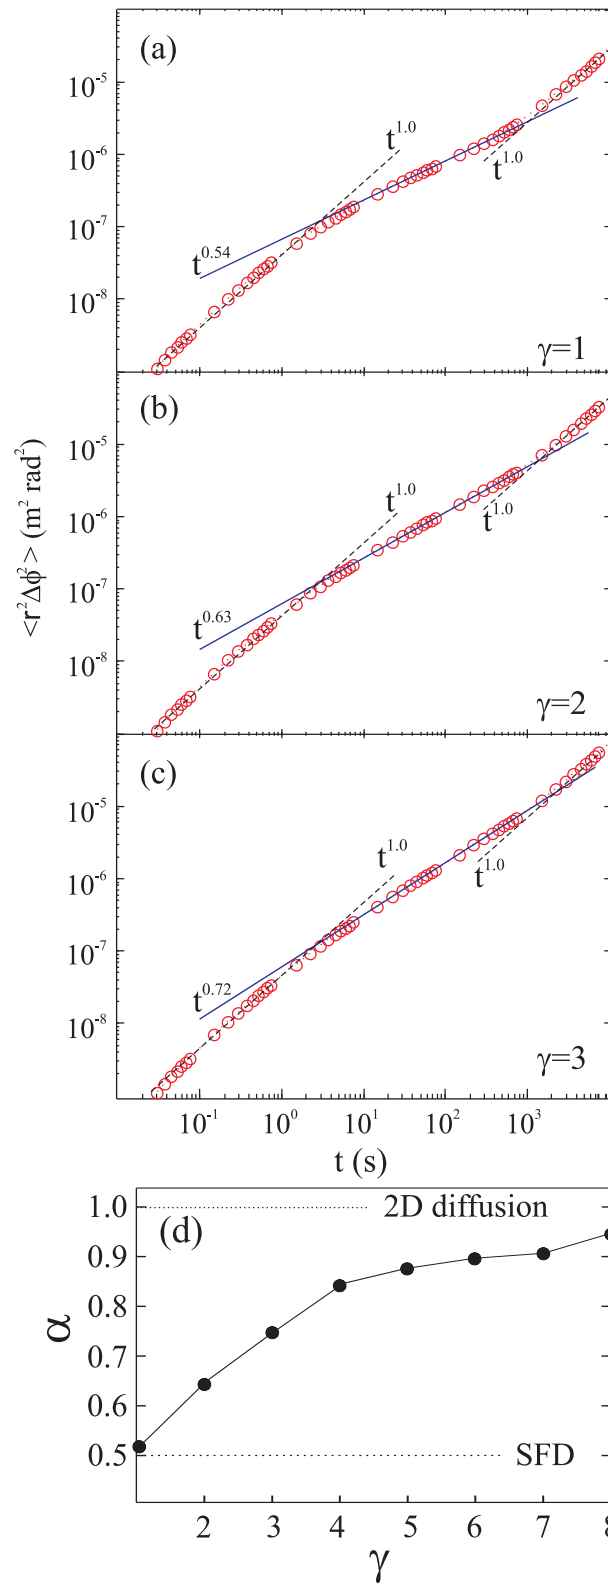 (a)
10^-5
10^-6
10^-7
10^-8
t^1.0
t^1.0
t^0.54
γ=1
(b)
10^-5
10^-6
10^-7
10^-8
t^1.0
t^1.0
t^0.63
γ=2
<r²Δϕ²> (m² rad²)
(c)
10^-5
10^-6
10^-7
10^-8
t^1.0
t^1.0
t^0.72
γ=3
10^-1 10^0 10^1 10^2 10^3
t (s)
(d)
1.0
0.9
0.8
0.7
0.6
0.5
2D diffusion
α
SFD
2 3 4 5 6 7 8
γ